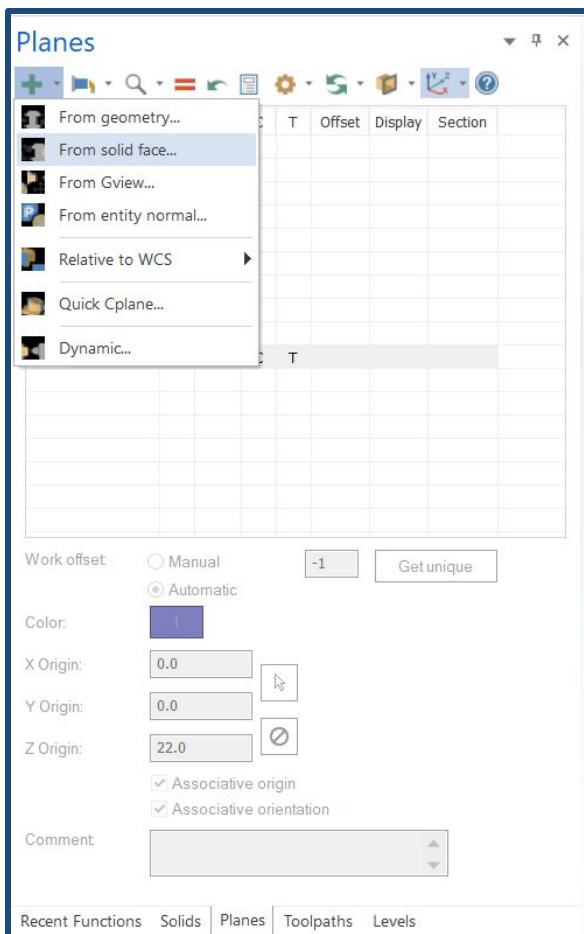 Planes
From geometry...
T Offset Display Section
From solid face...
From Gview...
From entity normal...
Relative to WCS
Quick Cplane...
Dynamic...
T
Work offset: Manual -1 Get unique
Automatic
Color: 1
X Origin: 0.0
Y Origin: 0.0
Z Origin: 22.0
Associative origin
Associative orientation
Comment:
Recent Functions Solids Planes Toolpaths Levels